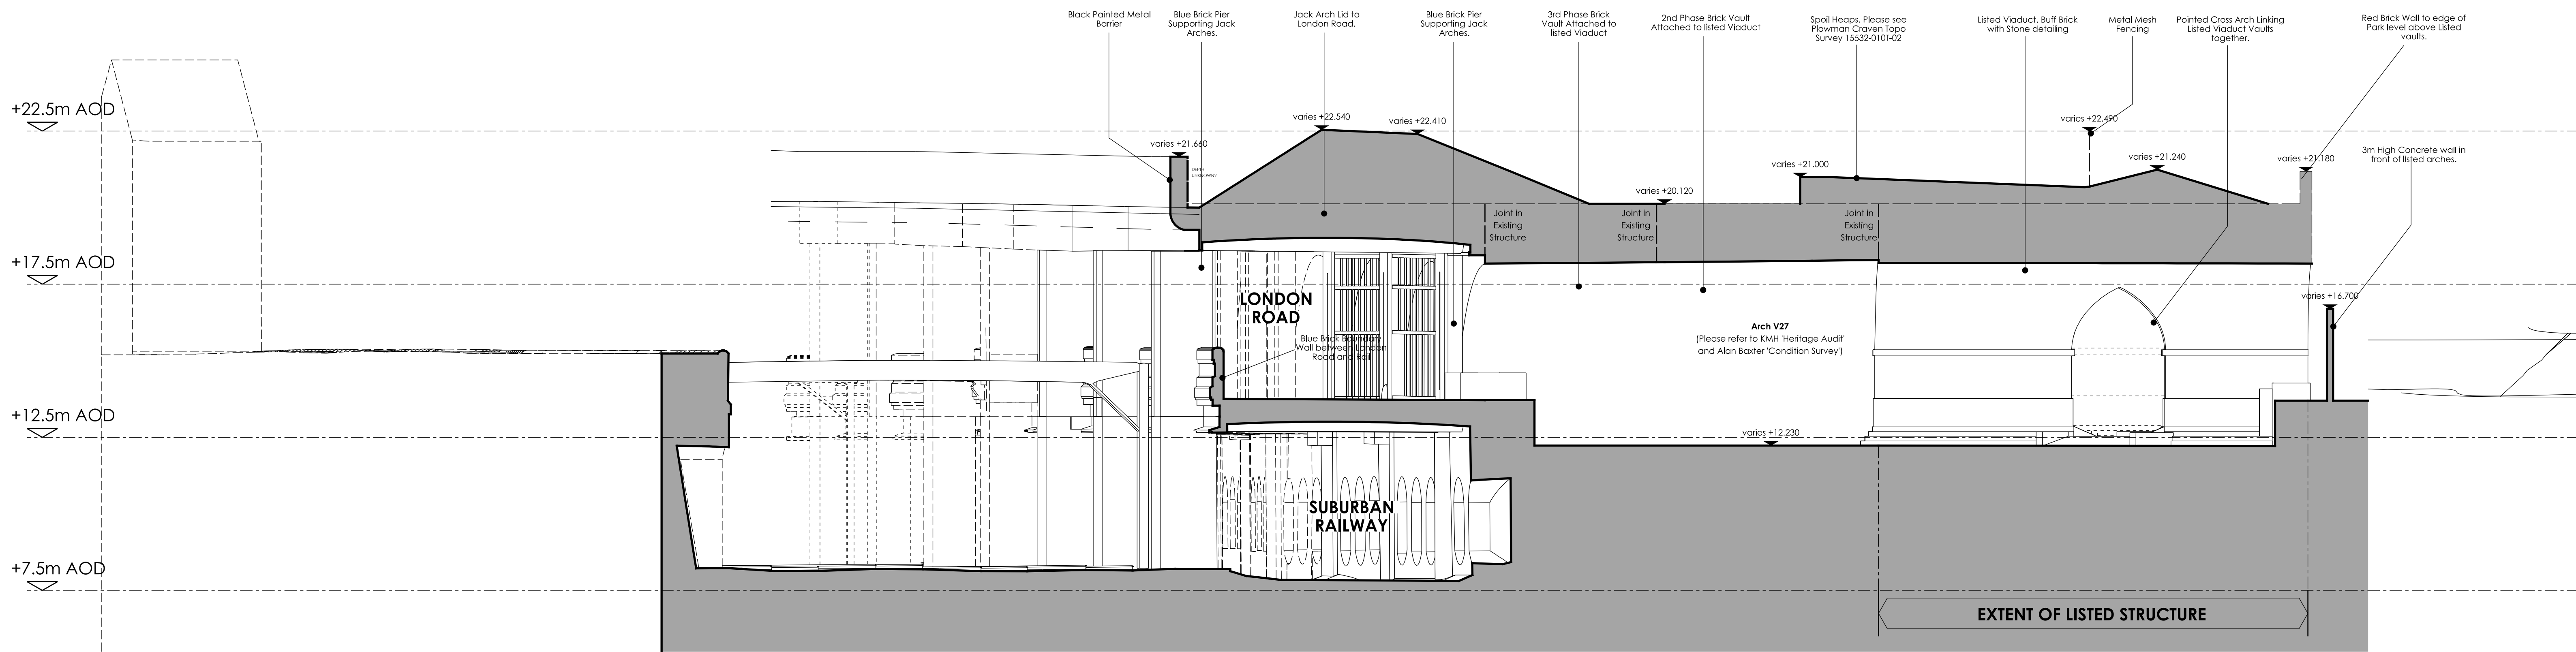 Black Painted Metal
Barrier
Blue Brick Pier
Supporting Jack
Arches.
Jack Arch Lid to
London Road.
Blue Brick Pier
Supporting Jack
Arches.
3rd Phase Brick
Vault Attached to
listed Viaduct
2nd Phase Brick Vault
Attached to listed Viaduct
Spoil Heaps. Please see
Plowman Craven Topo
Survey 15532-010T-02
Listed Viaduct. Buff Brick
with Stone detailing
Metal Mesh
Fencing
Pointed Cross Arch Linking
Listed Viaduct Vaults
together.
Red Brick Wall to edge of
Park level above Listed
vaults.
+22.5m AOD
varies +22.540
varies +22.410
varies +22.490
varies +21.660
3m High Concrete wall in
front of listed arches.
varies +21.000
varies +21.240
varies +21.180
DEPTH
UNKNOWN?
varies +20.120
Joint in
Existing
Structure
Joint in
Existing
Structure
Joint in
Existing
Structure
+17.5m AOD
LONDON
ROAD
varies +16.700
Blue Brick Boundary
Wall between London
Road and Rail
Arch V27
(Please refer to KMH 'Heritage Audit'
and Alan Baxter 'Condition Survey')
+12.5m AOD
varies +12.230
SUBURBAN
RAILWAY
+7.5m AOD
EXTENT OF LISTED STRUCTURE